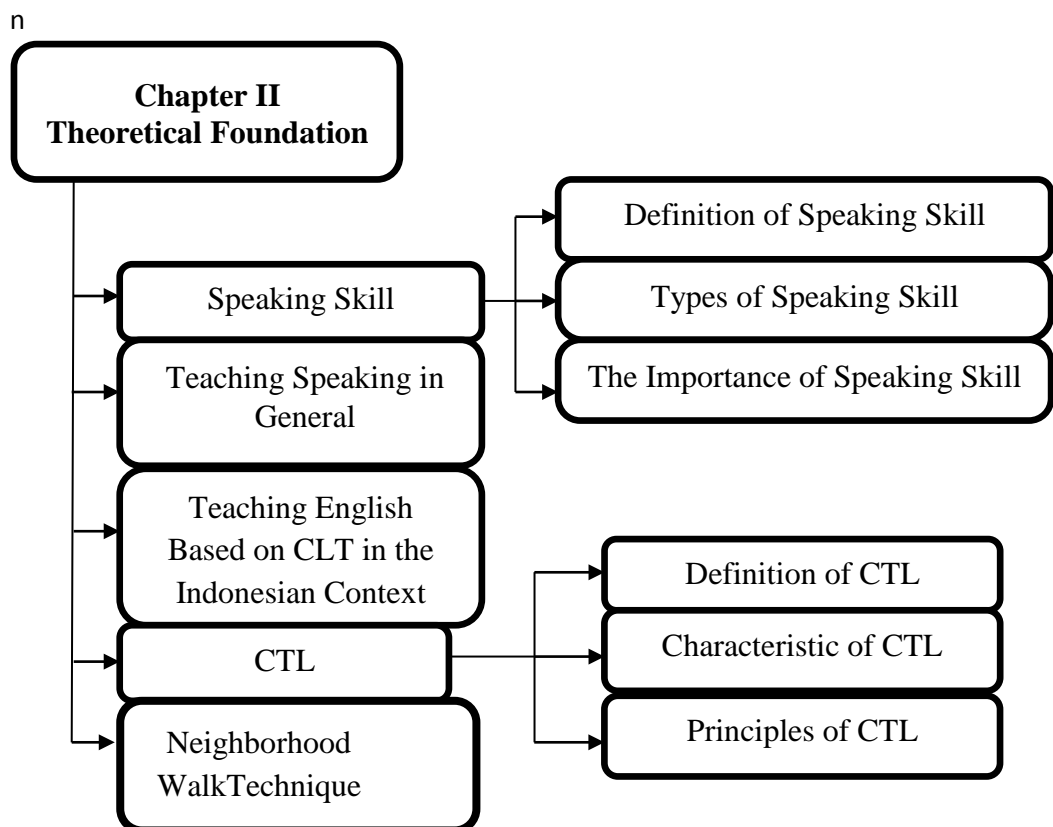 n
Chapter II
Theoretical Foundation
Speaking Skill
Definition of Speaking Skill
Types of Speaking Skill
The Importance of Speaking Skill
Teaching Speaking in
General
Teaching English
Based on CLT in the
Indonesian Context
CTL
Definition of CTL
Characteristic of CTL
Principles of CTL
Neighborhood
WalkTechnique